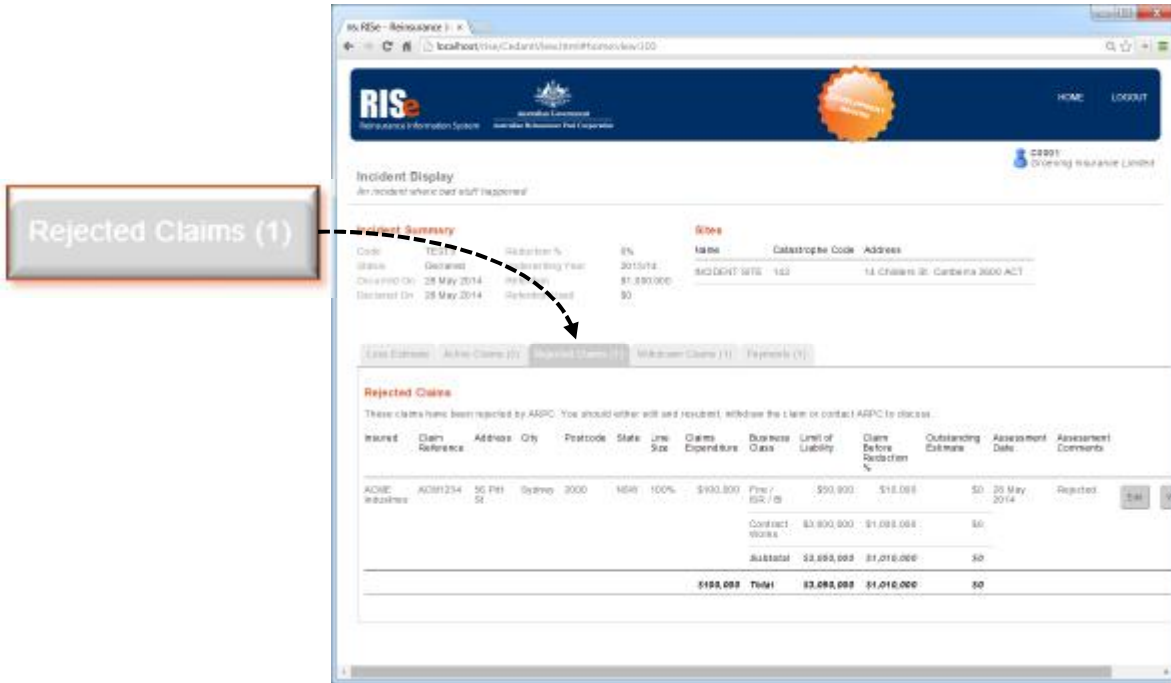 Rejected Claims (1)
RISe - Reinsurance I
localhost/rise/CedantView.html#homeview/100
RISe
Reinsurance Information System
Australian Government
Australian Reinsurance Pool Corporation
DEVELOPMENT
HOME LOGOUT
Insurance Limited
Incident Display
An incident where bad stuff happened
Incident Summary
Sites
Code Reduction % 0%
Name Catastrophe Code Address
Status Declared Underwriting Year 2013/14
INCIDENT SITE 142 Canberra 2600 ACT
Occurred On 28 May 2014 $1,000,000
Declared On 28 May 2014 $0
Loss Estimate Active Claims (0) Rejected Claims (1) Withdrawn Claims (1) Payments (1)
Rejected Claims
These claims have been rejected by ARPC. You should either edit and resubmit, withdraw the claim or contact ARPC to discuss.
Insured Claim Reference Address City Postcode State Line Size Claims Expenditure Business Class Limit of Liability Claim Before Reduction % Outstanding Estimate Assessment Date Assessment Comments
ACME Industries ACM1234 56 Pitt St Sydney 2000 NSW 100% $100,000 Fire / ISR / BI $50,000 $10,000 $0 28 May 2014 Rejected Edit
Contract Works $3,000,000 $1,000,000 $0
Subtotal $3,050,000 $1,010,000 $0
$100,000 Total $3,050,000 $1,010,000 $0